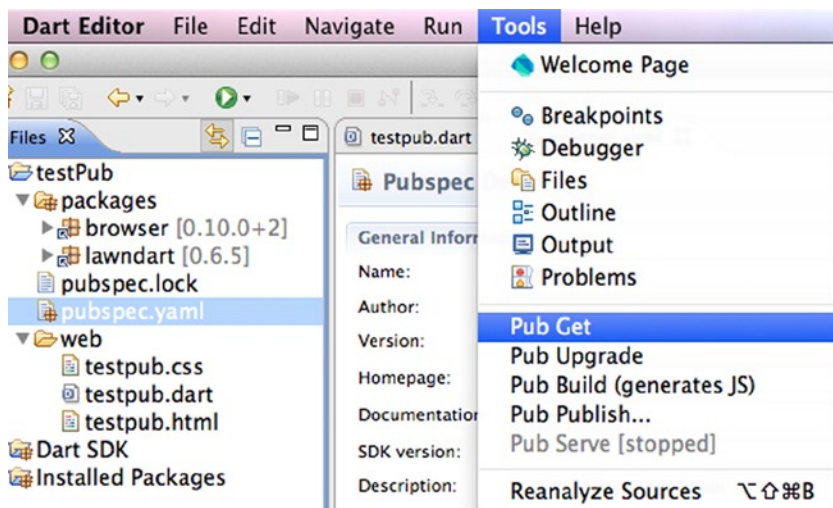 Dart Editor File Edit Navigate Run Tools Help
Welcome Page
Breakpoints
Debugger
Files
Outline
Output
Problems
Pub Get
Pub Upgrade
Pub Build (generates JS)
Pub Publish...
Pub Serve [stopped]
Reanalyze Sources ⌥⇧⌘B
Files
testPub
packages
browser [0.10.0+2]
lawndart [0.6.5]
pubspec.lock
pubspec.yaml
web
testpub.css
testpub.dart
testpub.html
Dart SDK
Installed Packages
testpub.dart
Pubspec
General Inforr
Name:
Author:
Version:
Homepage:
Documentation
SDK version:
Description: